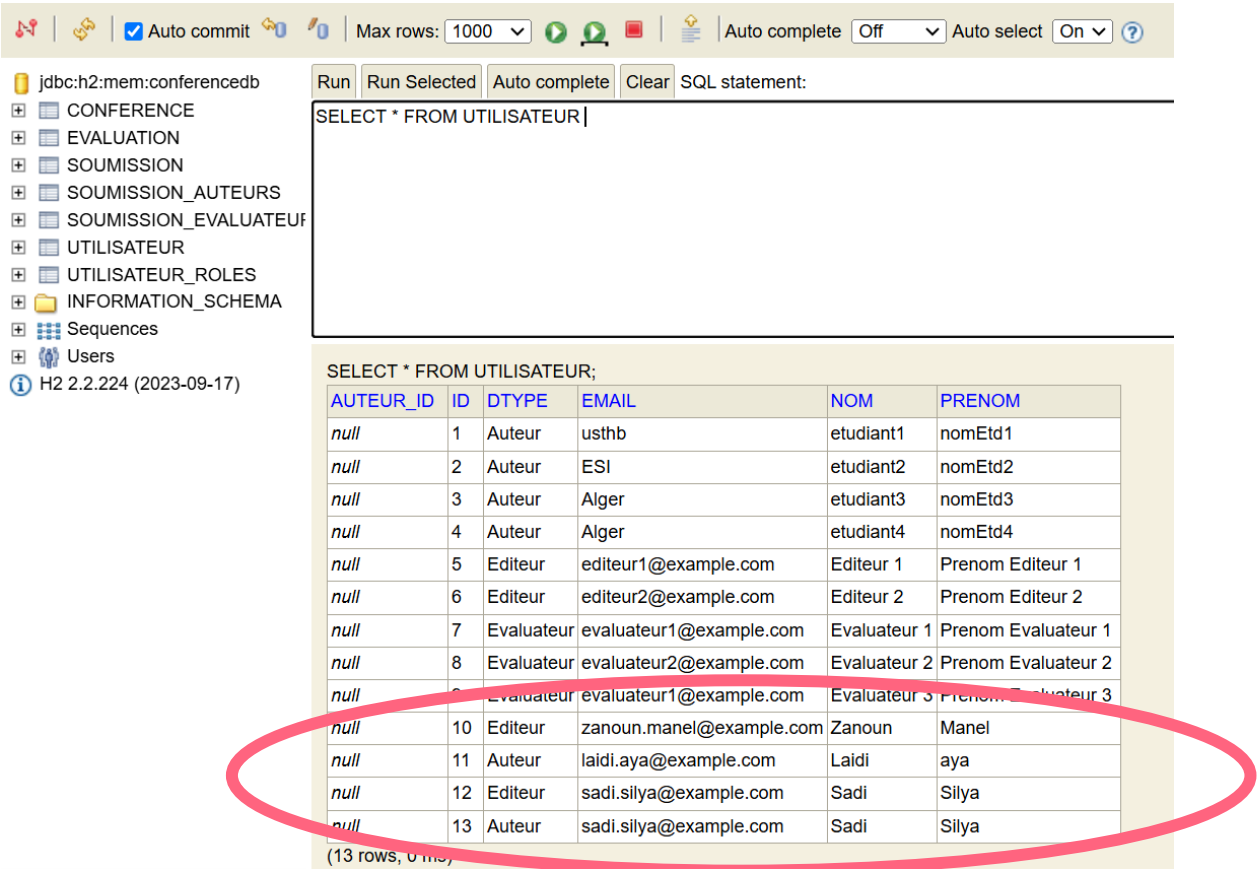 Auto commit Max rows: 1000 Auto complete Off Auto select On ?
jdbc:h2:mem:conferencedb
CONFERENCE
EVALUATION
SOUMISSION
SOUMISSION_AUTEURS
SOUMISSION_EVALUATEUR
UTILISATEUR
UTILISATEUR_ROLES
INFORMATION_SCHEMA
Sequences
Users
H2 2.2.224 (2023-09-17)
Run Run Selected Auto complete Clear SQL statement:
SELECT * FROM UTILISATEUR
SELECT * FROM UTILISATEUR;
AUTEUR_ID ID DTYPE EMAIL NOM PRENOM
null 1 Auteur usthb etudiant1 nomEtd1
null 2 Auteur ESI etudiant2 nomEtd2
null 3 Auteur Alger etudiant3 nomEtd3
null 4 Auteur Alger etudiant4 nomEtd4
null 5 Editeur editeur1@example.com Editeur 1 Prenom Editeur 1
null 6 Editeur editeur2@example.com Editeur 2 Prenom Editeur 2
null 7 Evaluateur evaluateur1@example.com Evaluateur 1 Prenom Evaluateur 1
null 8 Evaluateur evaluateur2@example.com Evaluateur 2 Prenom Evaluateur 2
null 9 Evaluateur evaluateur1@example.com Evaluateur 3 Prenom Evaluateur 3
null 10 Editeur zanoun.manel@example.com Zanoun Manel
null 11 Auteur laidi.aya@example.com Laidi aya
null 12 Editeur sadi.silya@example.com Sadi Silya
null 13 Auteur sadi.silya@example.com Sadi Silya
(13 rows, 0 ms)